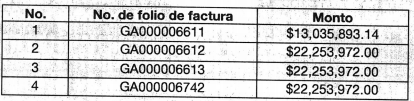 No. No. de folio de factura Monto
1 GA000006611 $13,035,893.14
2 GA000006612 $22,253,972.00
3 GA000006613 $22,253,972.00
4 GA000006742 $22,253,972.00